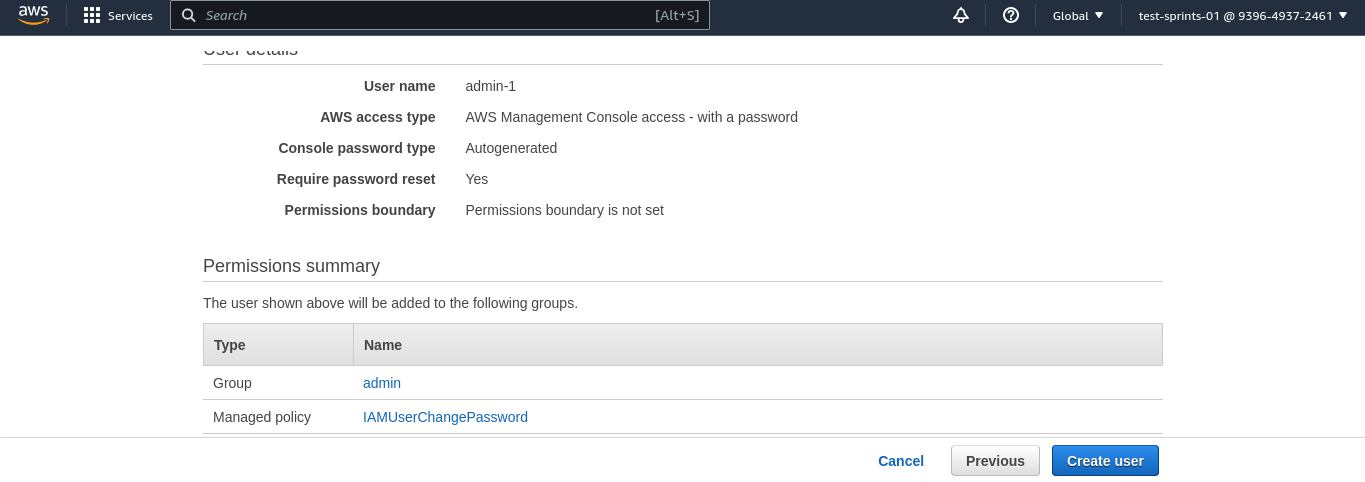 aws Services Search [Alt+S] Global test-sprints-01 @ 9396-4937-2461
User details
User name admin-1
AWS access type AWS Management Console access - with a password
Console password type Autogenerated
Require password reset Yes
Permissions boundary Permissions boundary is not set
Permissions summary
The user shown above will be added to the following groups.
Type Name
Group admin
Managed policy IAMUserChangePassword
Cancel Previous Create user